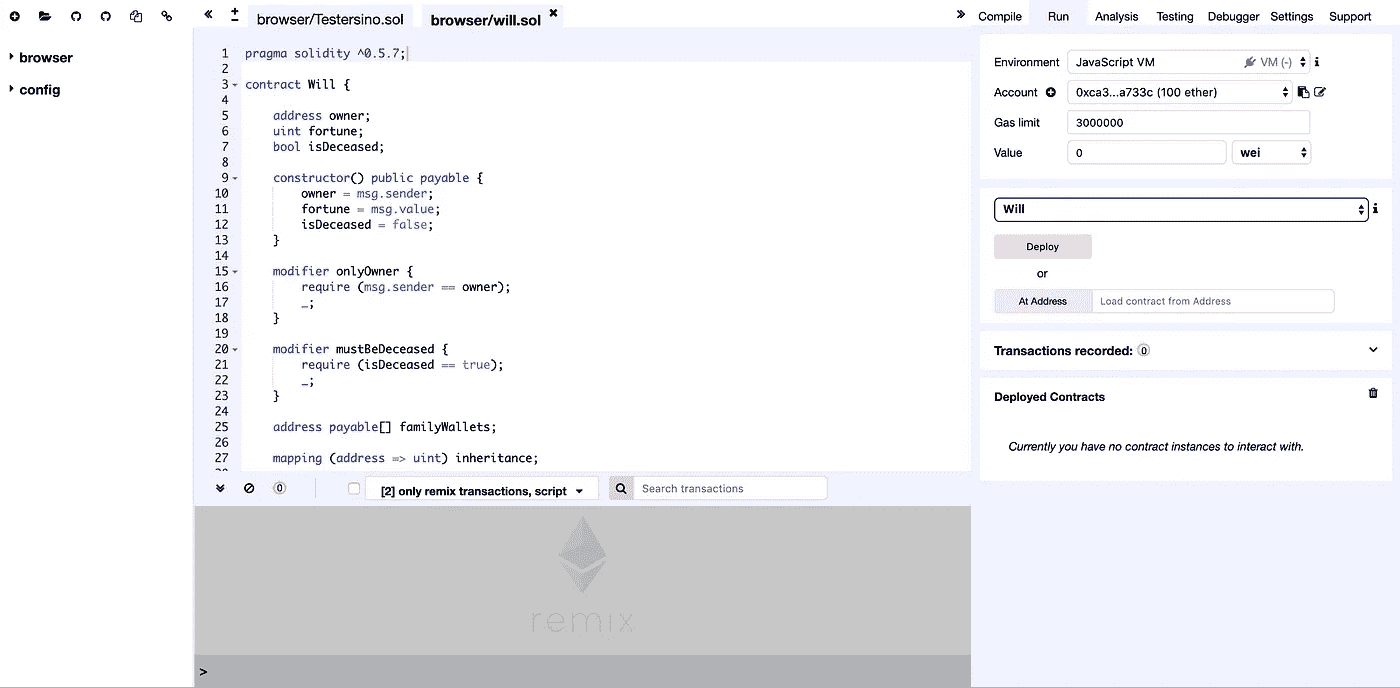 browser/Testersino.sol browser/will.sol
Compile Run Analysis Testing Debugger Settings Support
browser
config
1 pragma solidity ^0.5.7;
2
3 contract Will {
4
5 address owner;
6 uint fortune;
7 bool isDeceased;
8
9 constructor() public payable {
10 owner = msg.sender;
11 fortune = msg.value;
12 isDeceased = false;
13 }
14
15 modifier onlyOwner {
16 require (msg.sender == owner);
17 _;
18 }
19
20 modifier mustBeDeceased {
21 require (isDeceased == true);
22 _;
23 }
24
25 address payable[] familyWallets;
26
27 mapping (address => uint) inheritance;
0 [2] only remix transactions, script Search transactions
remix
>
Environment JavaScript VM VM (-)
Account 0xca3...a733c (100 ether)
Gas limit 3000000
Value 0 wei
Will
Deploy
or
At Address Load contract from Address
Transactions recorded: 0
Deployed Contracts
Currently you have no contract instances to interact with.